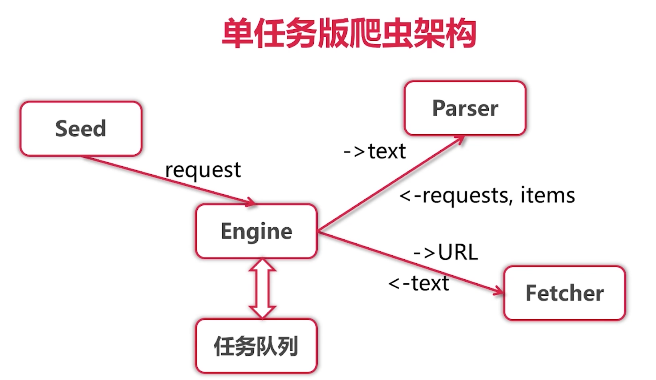 单任务版爬虫架构
Parser
Seed
->text
request
<-requests, items
Engine
->URL
<-text
Fetcher
任务队列